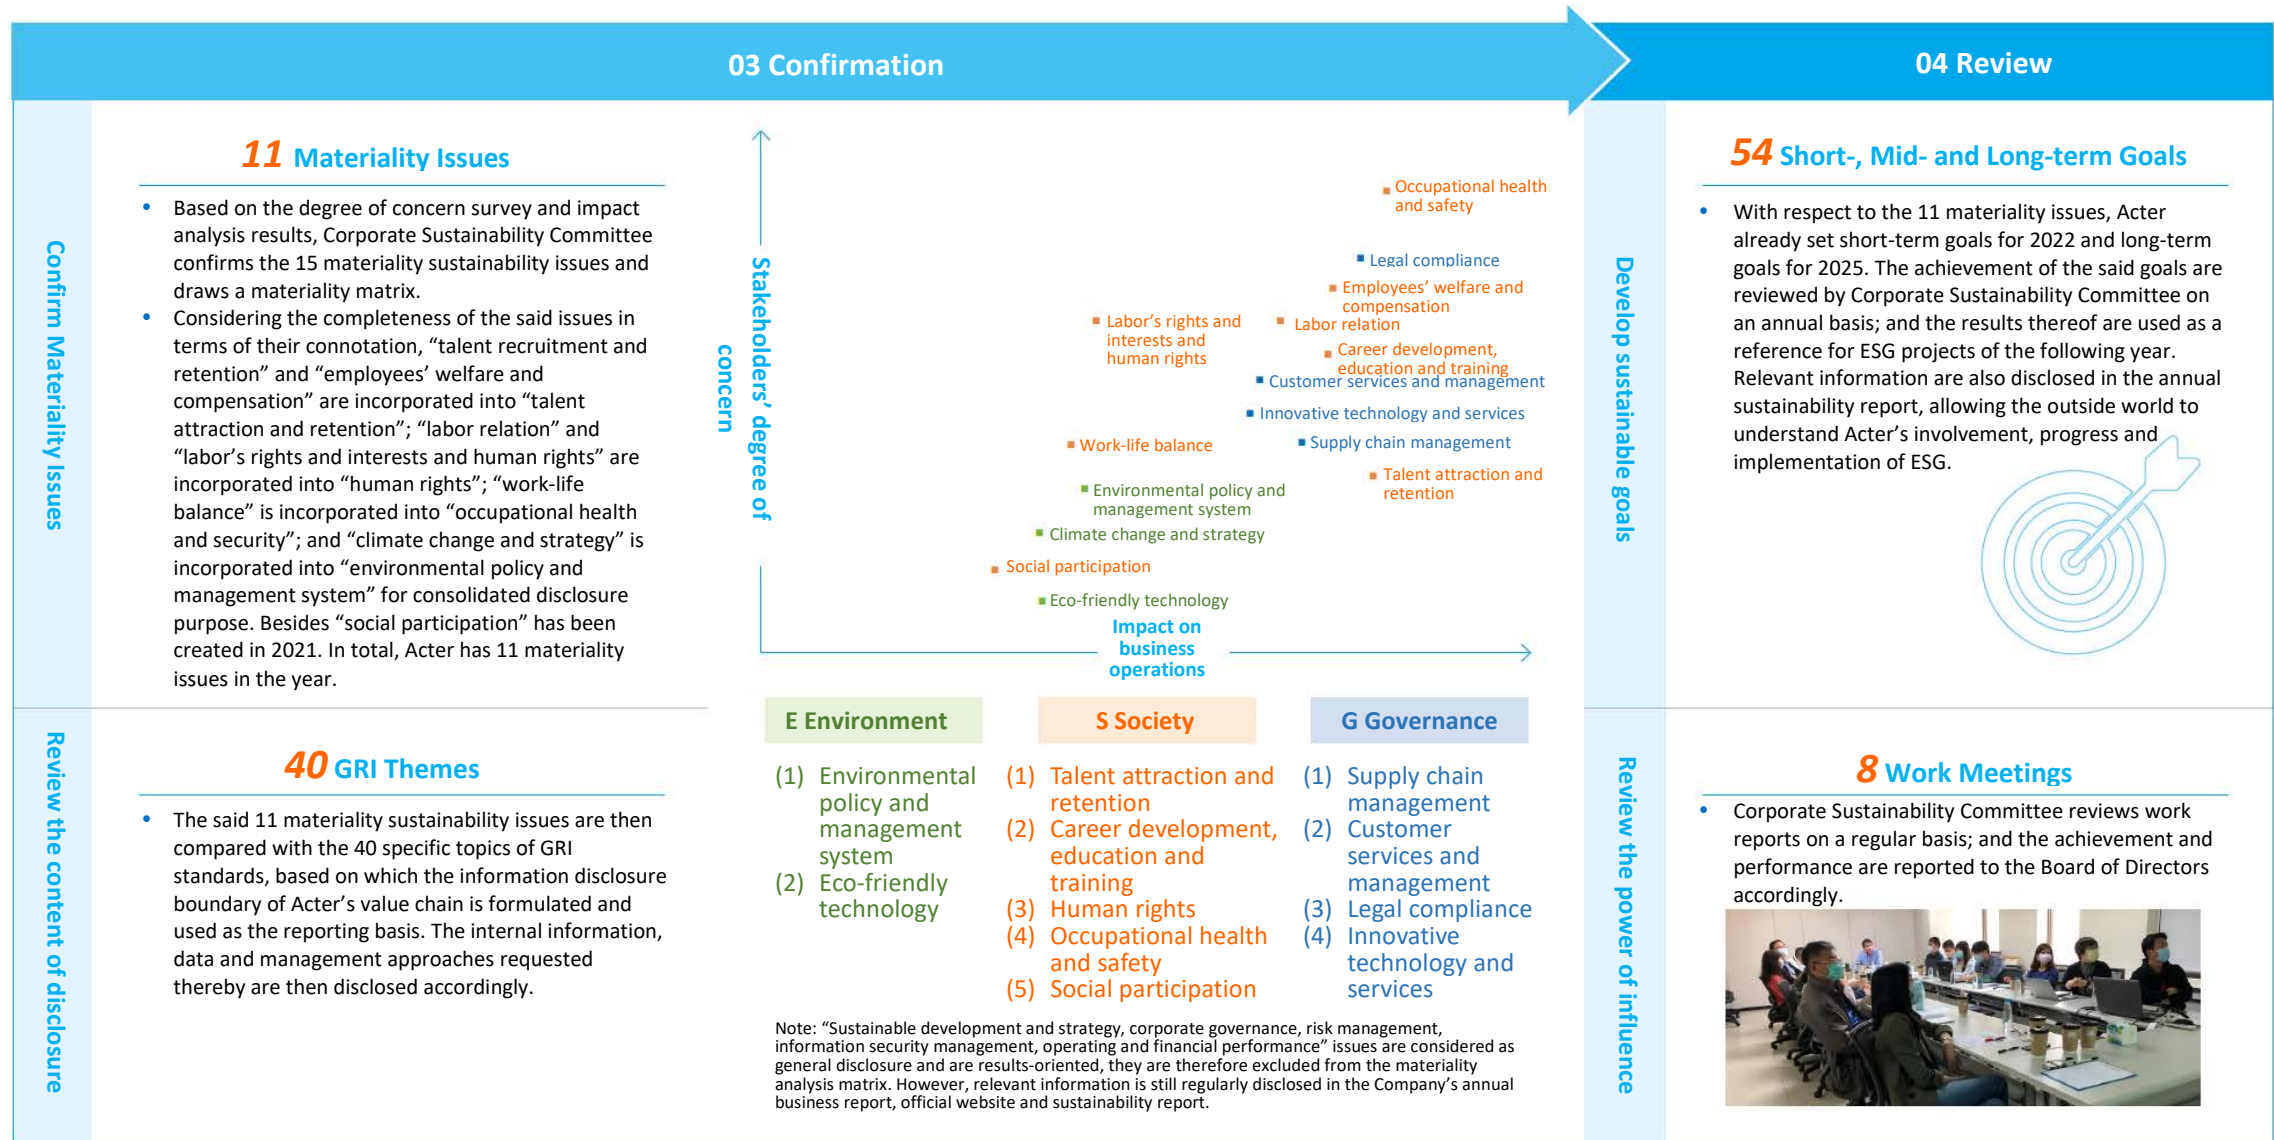 03 Confirmation
04 Review
Confirm Materiality Issues
11 Materiality Issues
• Based on the degree of concern survey and impact
analysis results, Corporate Sustainability Committee
confirms the 15 materiality sustainability issues and
draws a materiality matrix.
• Considering the completeness of the said issues in
terms of their connotation, “talent recruitment and
retention” and “employees’ welfare and
compensation” are incorporated into “talent
attraction and retention”; “labor relation” and
“labor’s rights and interests and human rights” are
incorporated into “human rights”; “work-life
balance” is incorporated into “occupational health
and security”; and “climate change and strategy” is
incorporated into “environmental policy and
management system” for consolidated disclosure
purpose. Besides “social participation” has been
created in 2021. In total, Acter has 11 materiality
issues in the year.
Review the content of disclosure
40 GRI Themes
• The said 11 materiality sustainability issues are then
compared with the 40 specific topics of GRI
standards, based on which the information disclosure
boundary of Acter’s value chain is formulated and
used as the reporting basis. The internal information,
data and management approaches requested
thereby are then disclosed accordingly.
Stakeholders’ degree of
concern
Occupational health
and safety
Legal compliance
Employees’ welfare and
compensation
Labor’s rights and
interests and
human rights
Labor relation
Career development,
education and training
Customer services and management
Innovative technology and services
Work-life balance
Supply chain management
Talent attraction and
retention
Environmental policy and
management system
Climate change and strategy
Social participation
Eco-friendly technology
Impact on
business
operations
E Environment
(1) Environmental
policy and
management
system
(2) Eco-friendly
technology
S Society
(1) Talent attraction and
retention
(2) Career development,
education and
training
(3) Human rights
(4) Occupational health
and safety
(5) Social participation
G Governance
(1) Supply chain
management
(2) Customer
services and
management
(3) Legal compliance
(4) Innovative
technology and
services
Note: “Sustainable development and strategy, corporate governance, risk management,
information security management, operating and financial performance” issues are considered as
general disclosure and are results-oriented, they are therefore excluded from the materiality
analysis matrix. However, relevant information is still regularly disclosed in the Company’s annual
business report, official website and sustainability report.
Develop sustainable goals
54 Short-, Mid- and Long-term Goals
• With respect to the 11 materiality issues, Acter
already set short-term goals for 2022 and long-term
goals for 2025. The achievement of the said goals are
reviewed by Corporate Sustainability Committee on
an annual basis; and the results thereof are used as a
reference for ESG projects of the following year.
Relevant information are also disclosed in the annual
sustainability report, allowing the outside world to
understand Acter’s involvement, progress and
implementation of ESG.
Review the power of influence
8 Work Meetings
• Corporate Sustainability Committee reviews work
reports on a regular basis; and the achievement and
performance are reported to the Board of Directors
accordingly.